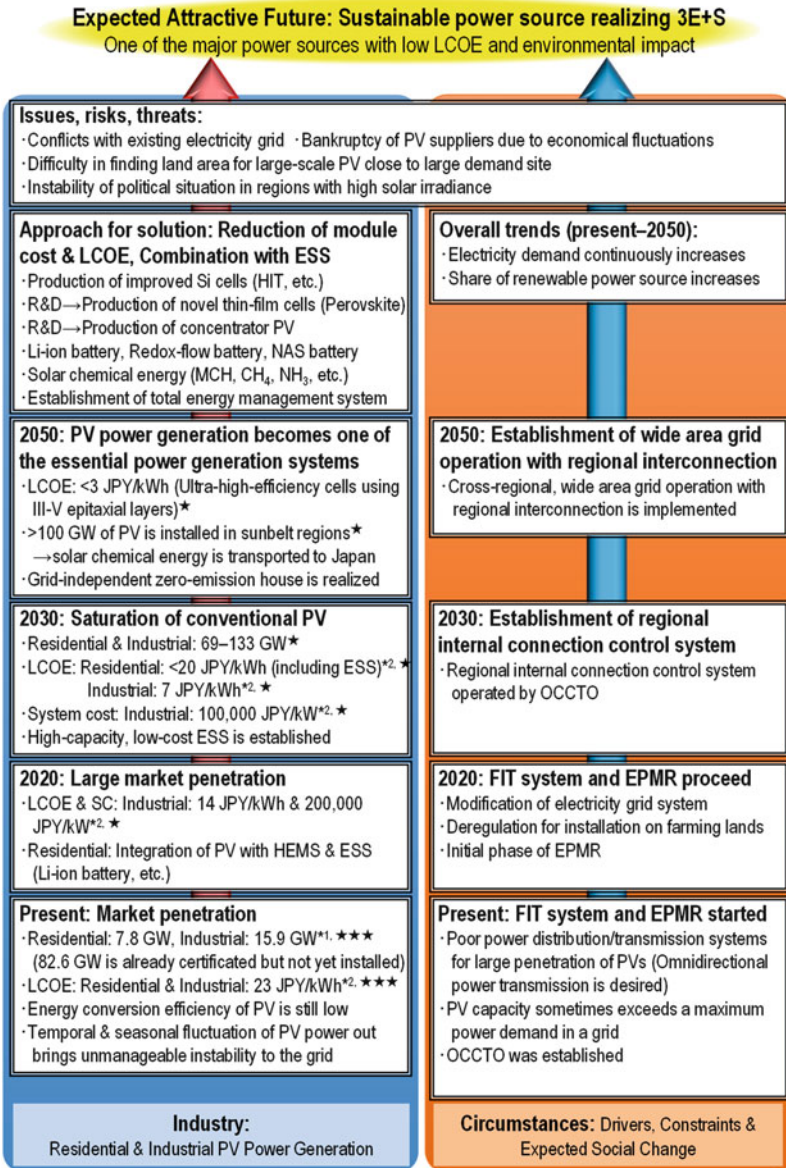 Expected Attractive Future: Sustainable power source realizing 3E+S
One of the major power sources with low LCOE and environmental impact
Issues, risks, threats:
·Conflicts with existing electricity grid ·Bankruptcy of PV suppliers due to economical fluctuations
·Difficulty in finding land area for large-scale PV close to large demand site
·Instability of political situation in regions with high solar irradiance
Approach for solution: Reduction of module
cost & LCOE, Combination with ESS
·Production of improved Si cells (HIT, etc.)
·R&D→Production of novel thin-film cells (Perovskite)
·R&D→Production of concentrator PV
·Li-ion battery, Redox-flow battery, NAS battery
·Solar chemical energy (MCH, CH₄, NH₃, etc.)
·Establishment of total energy management system
2050: PV power generation becomes one of
the essential power generation systems
·LCOE: <3 JPY/kWh (Ultra-high-efficiency cells using
III-V epitaxial layers)★
·>100 GW of PV is installed in sunbelt regions★
→solar chemical energy is transported to Japan
·Grid-independent zero-emission house is realized
2030: Saturation of conventional PV
·Residential & Industrial: 69–133 GW★
·LCOE: Residential: <20 JPY/kWh (including ESS)*2, ★
Industrial: 7 JPY/kWh*2, ★
·System cost: Industrial: 100,000 JPY/kW*2, ★
·High-capacity, low-cost ESS is established
2020: Large market penetration
·LCOE & SC: Industrial: 14 JPY/kWh & 200,000
JPY/kW*2, ★
·Residential: Integration of PV with HEMS & ESS
(Li-ion battery, etc.)
Present: Market penetration
·Residential: 7.8 GW, Industrial: 15.9 GW*1, ★★★
(82.6 GW is already certificated but not yet installed)
·LCOE: Residential & Industrial: 23 JPY/kWh*2, ★★★
·Energy conversion efficiency of PV is still low
·Temporal & seasonal fluctuation of PV power out
brings unmanageable instability to the grid
Industry:
Residential & Industrial PV Power Generation
Overall trends (present–2050):
·Electricity demand continuously increases
·Share of renewable power source increases
2050: Establishment of wide area grid
operation with regional interconnection
·Cross-regional, wide area grid operation with
regional interconnection is implemented
2030: Establishment of regional
internal connection control system
·Regional internal connection control system
operated by OCCTO
2020: FIT system and EPMR proceed
·Modification of electricity grid system
·Deregulation for installation on farming lands
·Initial phase of EPMR
Present: FIT system and EPMR started
·Poor power distribution/transmission systems
for large penetration of PVs (Omnidirectional
power transmission is desired)
·PV capacity sometimes exceeds a maximum
power demand in a grid
·OCCTO was established
Circumstances: Drivers, Constraints &
Expected Social Change